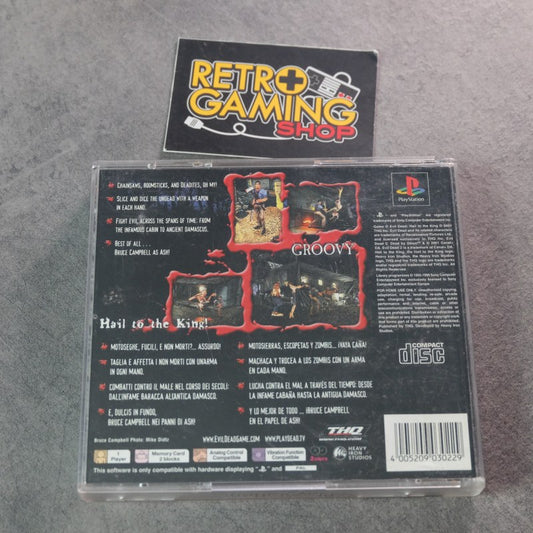 RETRO
GAMING
SHOP
CHAINSAWS, BOOMSTICKS, AND DEADITES, OH MY!
SLICE AND DICE THE UNDEAD WITH A WEAPON
IN EACH HAND.
FIGHT EVIL ACROSS THE SPANS OF TIME: FROM
THE INFAMOUS CABIN TO ANCIENT DAMASCUS.
BEST OF ALL . . .
BRUCE CAMPBELL AS ASH!
GROOVY
PlayStation
Hail to the King!
MOTOSEGHE, FUCILI, E NON MORTI?... ASSURDO!
TAGLIA E AFFETTA I NON MORTI CON UN'ARMA
IN OGNI MANO.
COMBATTI CONTRO IL MALE NEL CORSO DEI SECOLI:
DALL'INFAME BARACCA ALL'ANTICA DAMASCO.
E, DULCIS IN FUNDO,
BRUCE CAMPBELL NEI PANNI DI ASH!
MOTOSIERRAS, ESCOPETAS Y ZOMBIS... ¡VAYA CAÑA!
MACHACA Y TROCEA A LOS ZOMBIS CON UN ARMA
EN CADA MANO.
LUCHA CONTRA EL MAL A TRAVÉS DEL TIEMPO: DESDE
LA INFAME CABAÑA HASTA LA ANTIGUA DAMASCO.
Y LO MEJOR DE TODO ... BRUCE CAMPBELL
EN EL PAPEL DE ASH!
COMPACT
disc
Bruce Campbell Photo: Mike Ditz
WWW.EVILDEADGAME.COM
WWW.PLAYDEAD.TV
THQ
1
Player
Memory Card
2 blocks
Analog Control
Compatible
Vibration Function
Compatible
HEAVY
IRON
STUDIOS
This software is only compatible with hardware displaying and PAL
4 005209 030229